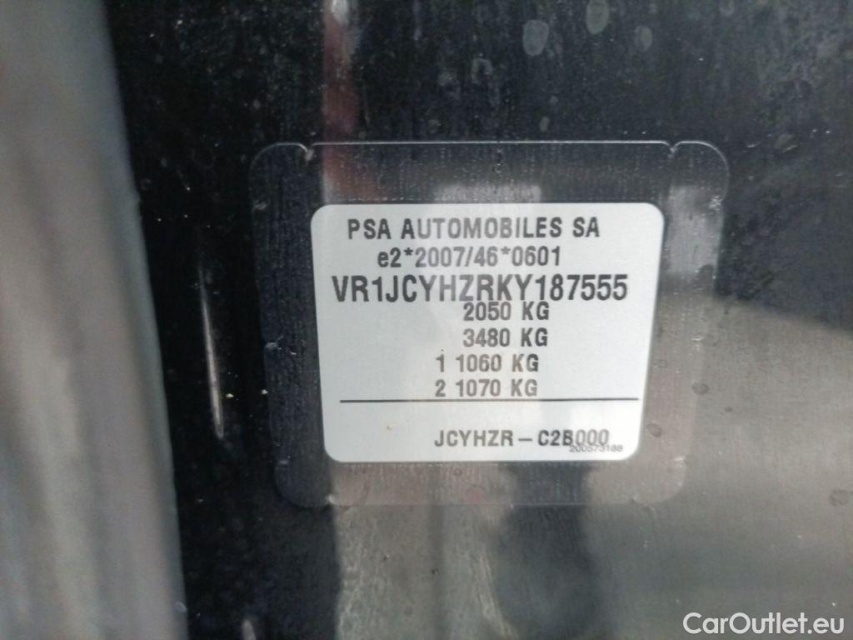 PSA AUTOMOBILES SA
e2*2007/46*0601
VR1JCYHZRKY187555
2050 KG
3480 KG
1 1060 KG
2 1070 KG
JCYHZR - C2B000
CarOutlet.eu